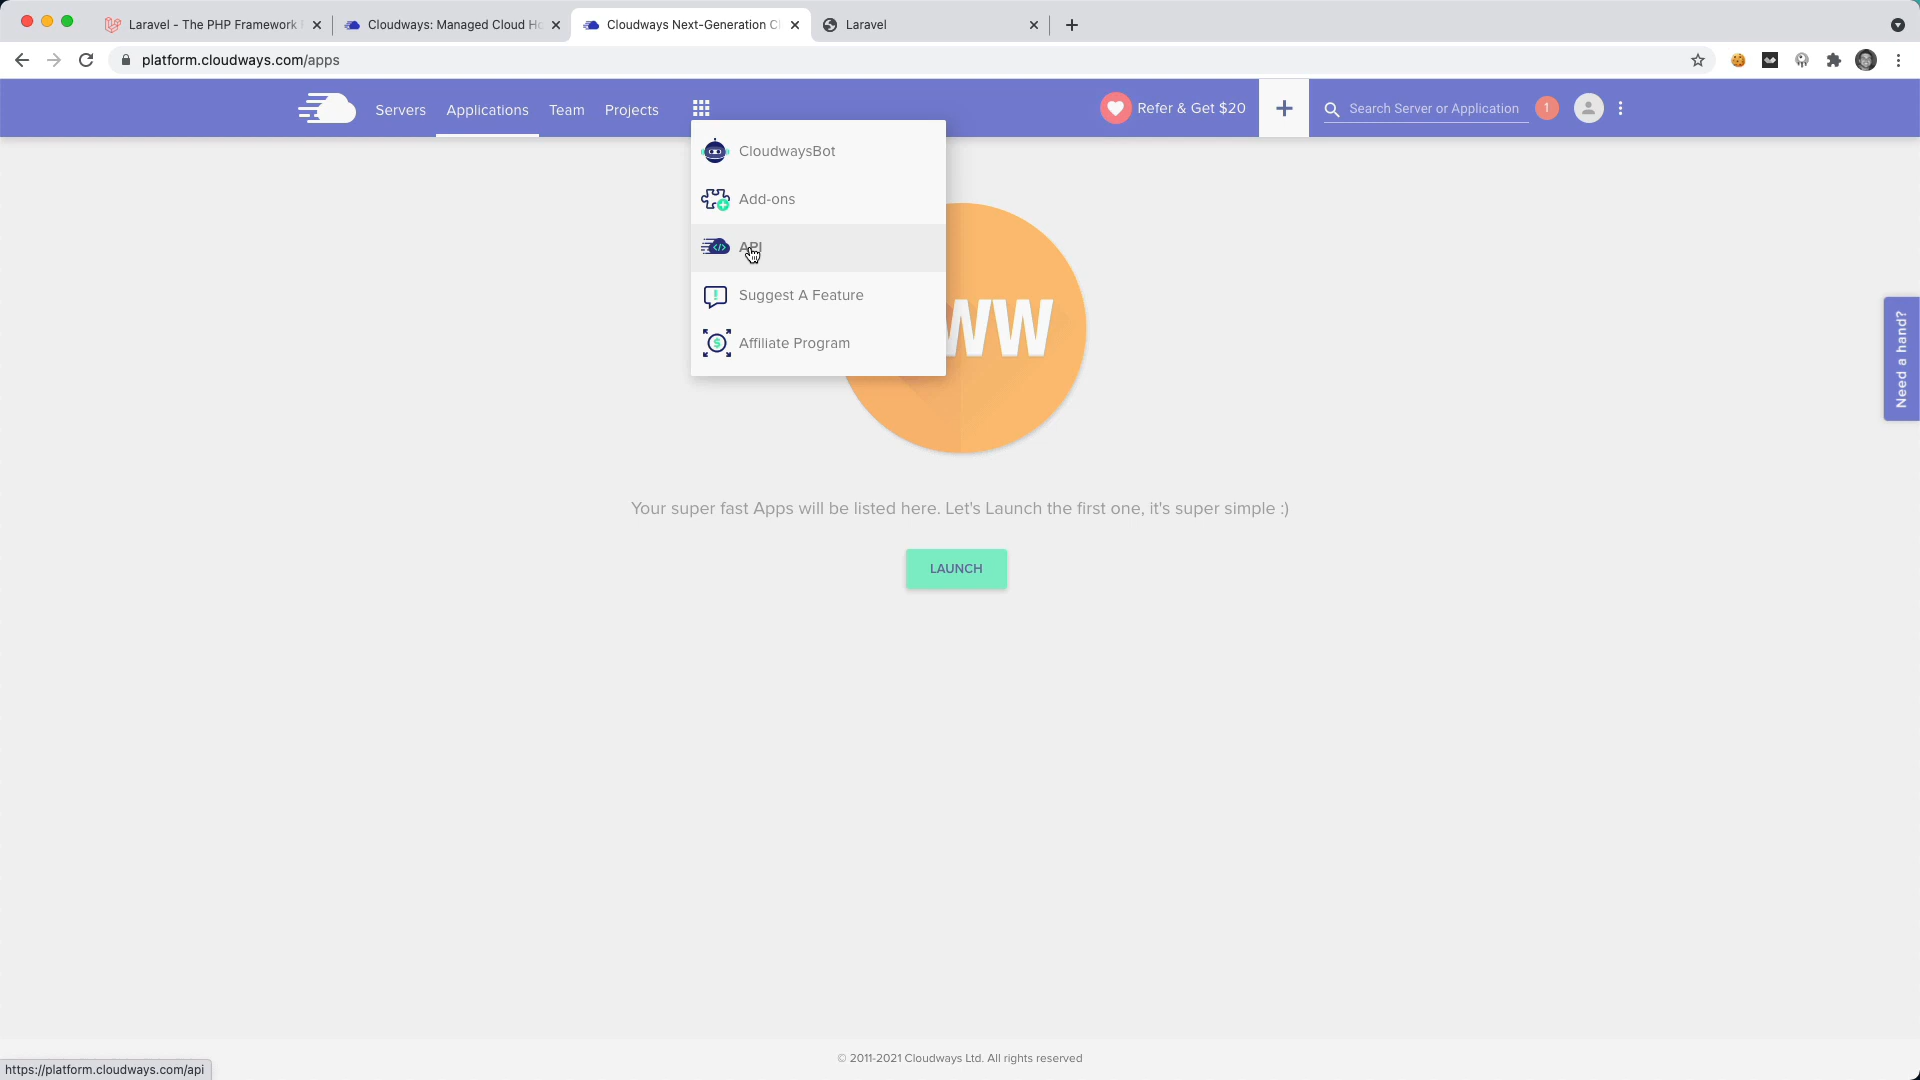 Laravel - The PHP Framework
Cloudways: Managed Cloud Ho
Cloudways Next-Generation Cl
Laravel
platform.cloudways.com/apps
Servers
Applications
Team
Projects
Refer & Get $20
+
Search Server or Application
1
CloudwaysBot
Add-ons
API
Suggest A Feature
Affiliate Program
WW
Need a hand?
Your super fast Apps will be listed here. Let's Launch the first one, it's super simple :)
LAUNCH
© 2011-2021 Cloudways Ltd. All rights reserved
https://platform.cloudways.com/api